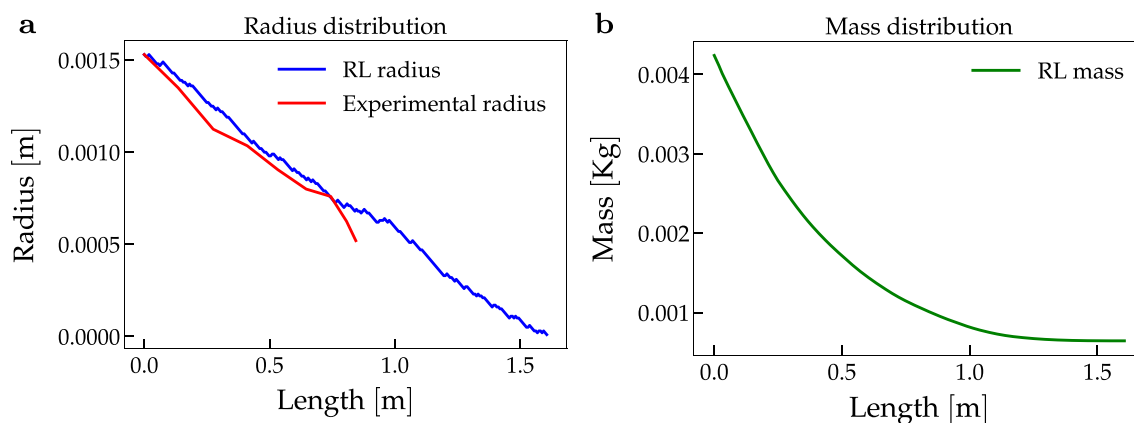 a
Radius distribution
0.0015
0.0010
0.0005
0.0000
Radius [m]
RL radius
Experimental radius
0.0
0.5
1.0
1.5
Length [m]
b
Mass distribution
0.004
0.003
0.002
0.001
Mass [Kg]
RL mass
0.0
0.5
1.0
1.5
Length [m]